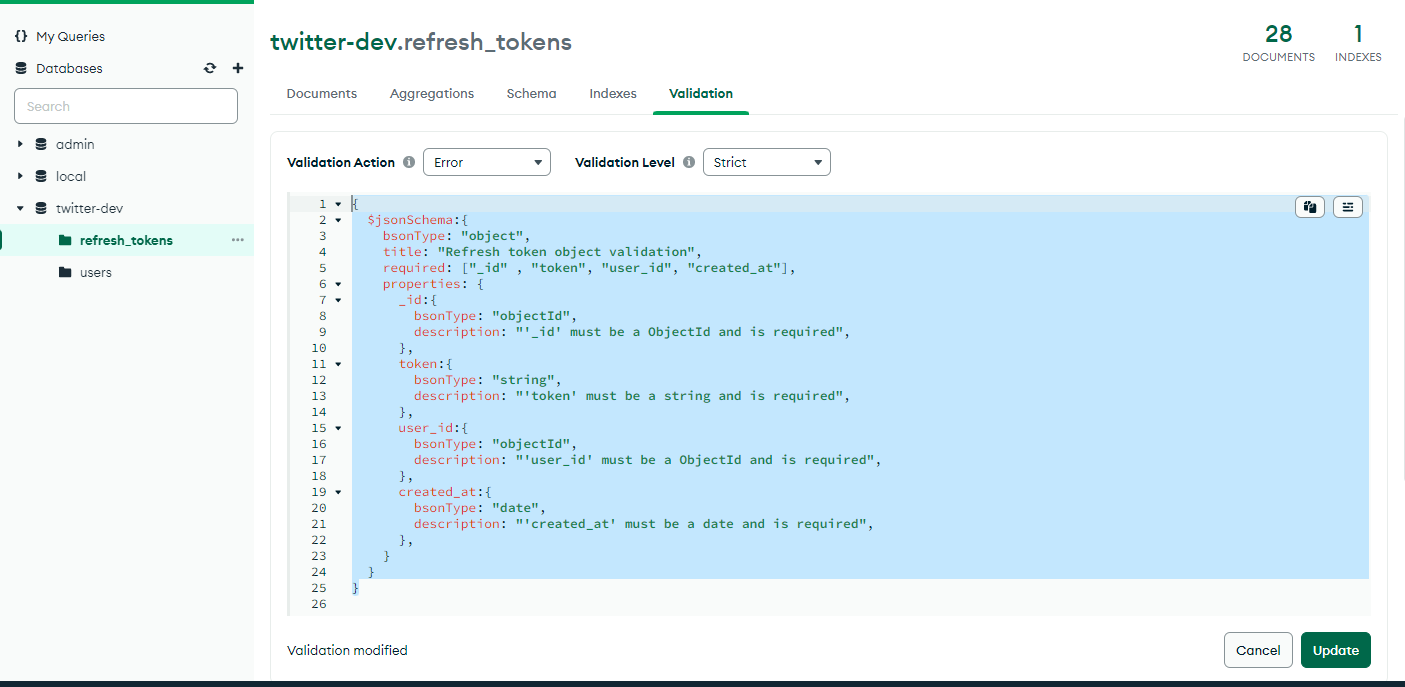 My Queries
Databases
Search
admin
local
twitter-dev
refresh_tokens
users
twitter-dev.refresh_tokens
28
DOCUMENTS
1
INDEXES
Documents Aggregations Schema Indexes Validation
Validation Action Error Validation Level Strict
1 {
2 $jsonSchema:{
3 bsonType: "object",
4 title: "Refresh token object validation",
5 required: ["_id" , "token", "user_id", "created_at"],
6 properties: {
7 _id:{
8 bsonType: "objectId",
9 description: "'_id' must be a ObjectId and is required",
10 },
11 token:{
12 bsonType: "string",
13 description: "'token' must be a string and is required",
14 },
15 user_id:{
16 bsonType: "objectId",
17 description: "'user_id' must be a ObjectId and is required",
18 },
19 created_at:{
20 bsonType: "date",
21 description: "'created_at' must be a date and is required",
22 },
23 }
24 }
25 }
26
Validation modified
Cancel Update